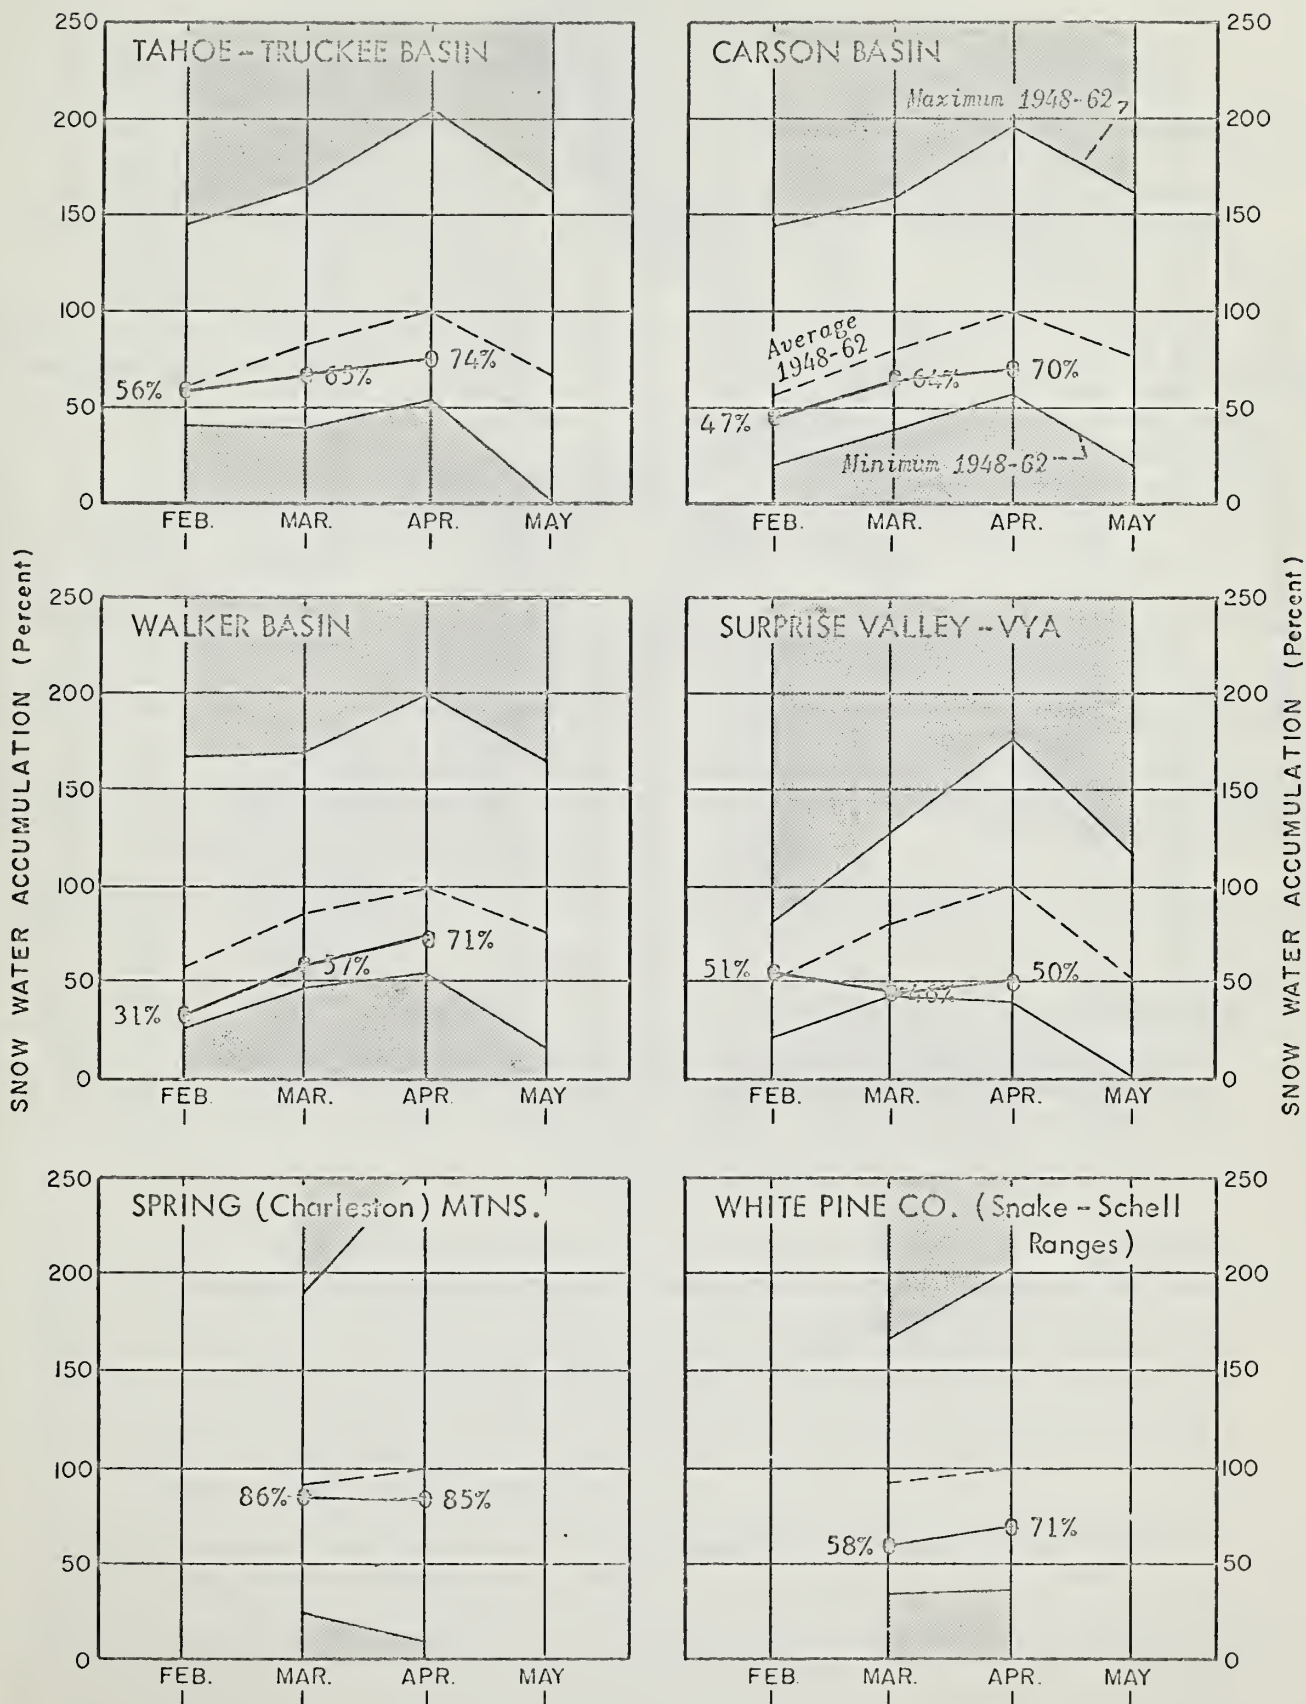 TAHOE - TRUCKEE BASIN
250
200
150
100
50
0
56%
65%
74%
FEB. MAR. APR. MAY
CARSON BASIN
Maximum 1948-62
Average
1948-62
47%
64%
70%
Minimum 1948-62
250
200
150
100
50
0
FEB. MAR. APR. MAY
SNOW WATER ACCUMULATION (Percent)
WALKER BASIN
250
200
150
100
50
0
31%
57%
71%
FEB. MAR. APR. MAY
SURPRISE VALLEY - VYA
51%
46%
50%
250
200
150
100
50
0
FEB. MAR. APR. MAY
SNOW WATER ACCUMULATION (Percent)
SPRING (Charleston) MTNS.
250
200
150
100
50
0
86%
85%
FEB. MAR. APR. MAY
WHITE PINE CO. (Snake - Schell
Ranges)
58%
71%
250
200
150
100
50
0
FEB. MAR. APR. MAY